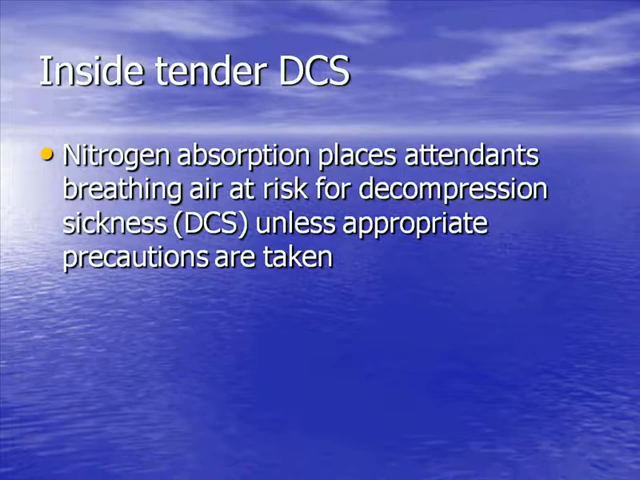 Inside tender DCS
• Nitrogen absorption places attendants
breathing air at risk for decompression
sickness (DCS) unless appropriate
precautions are taken